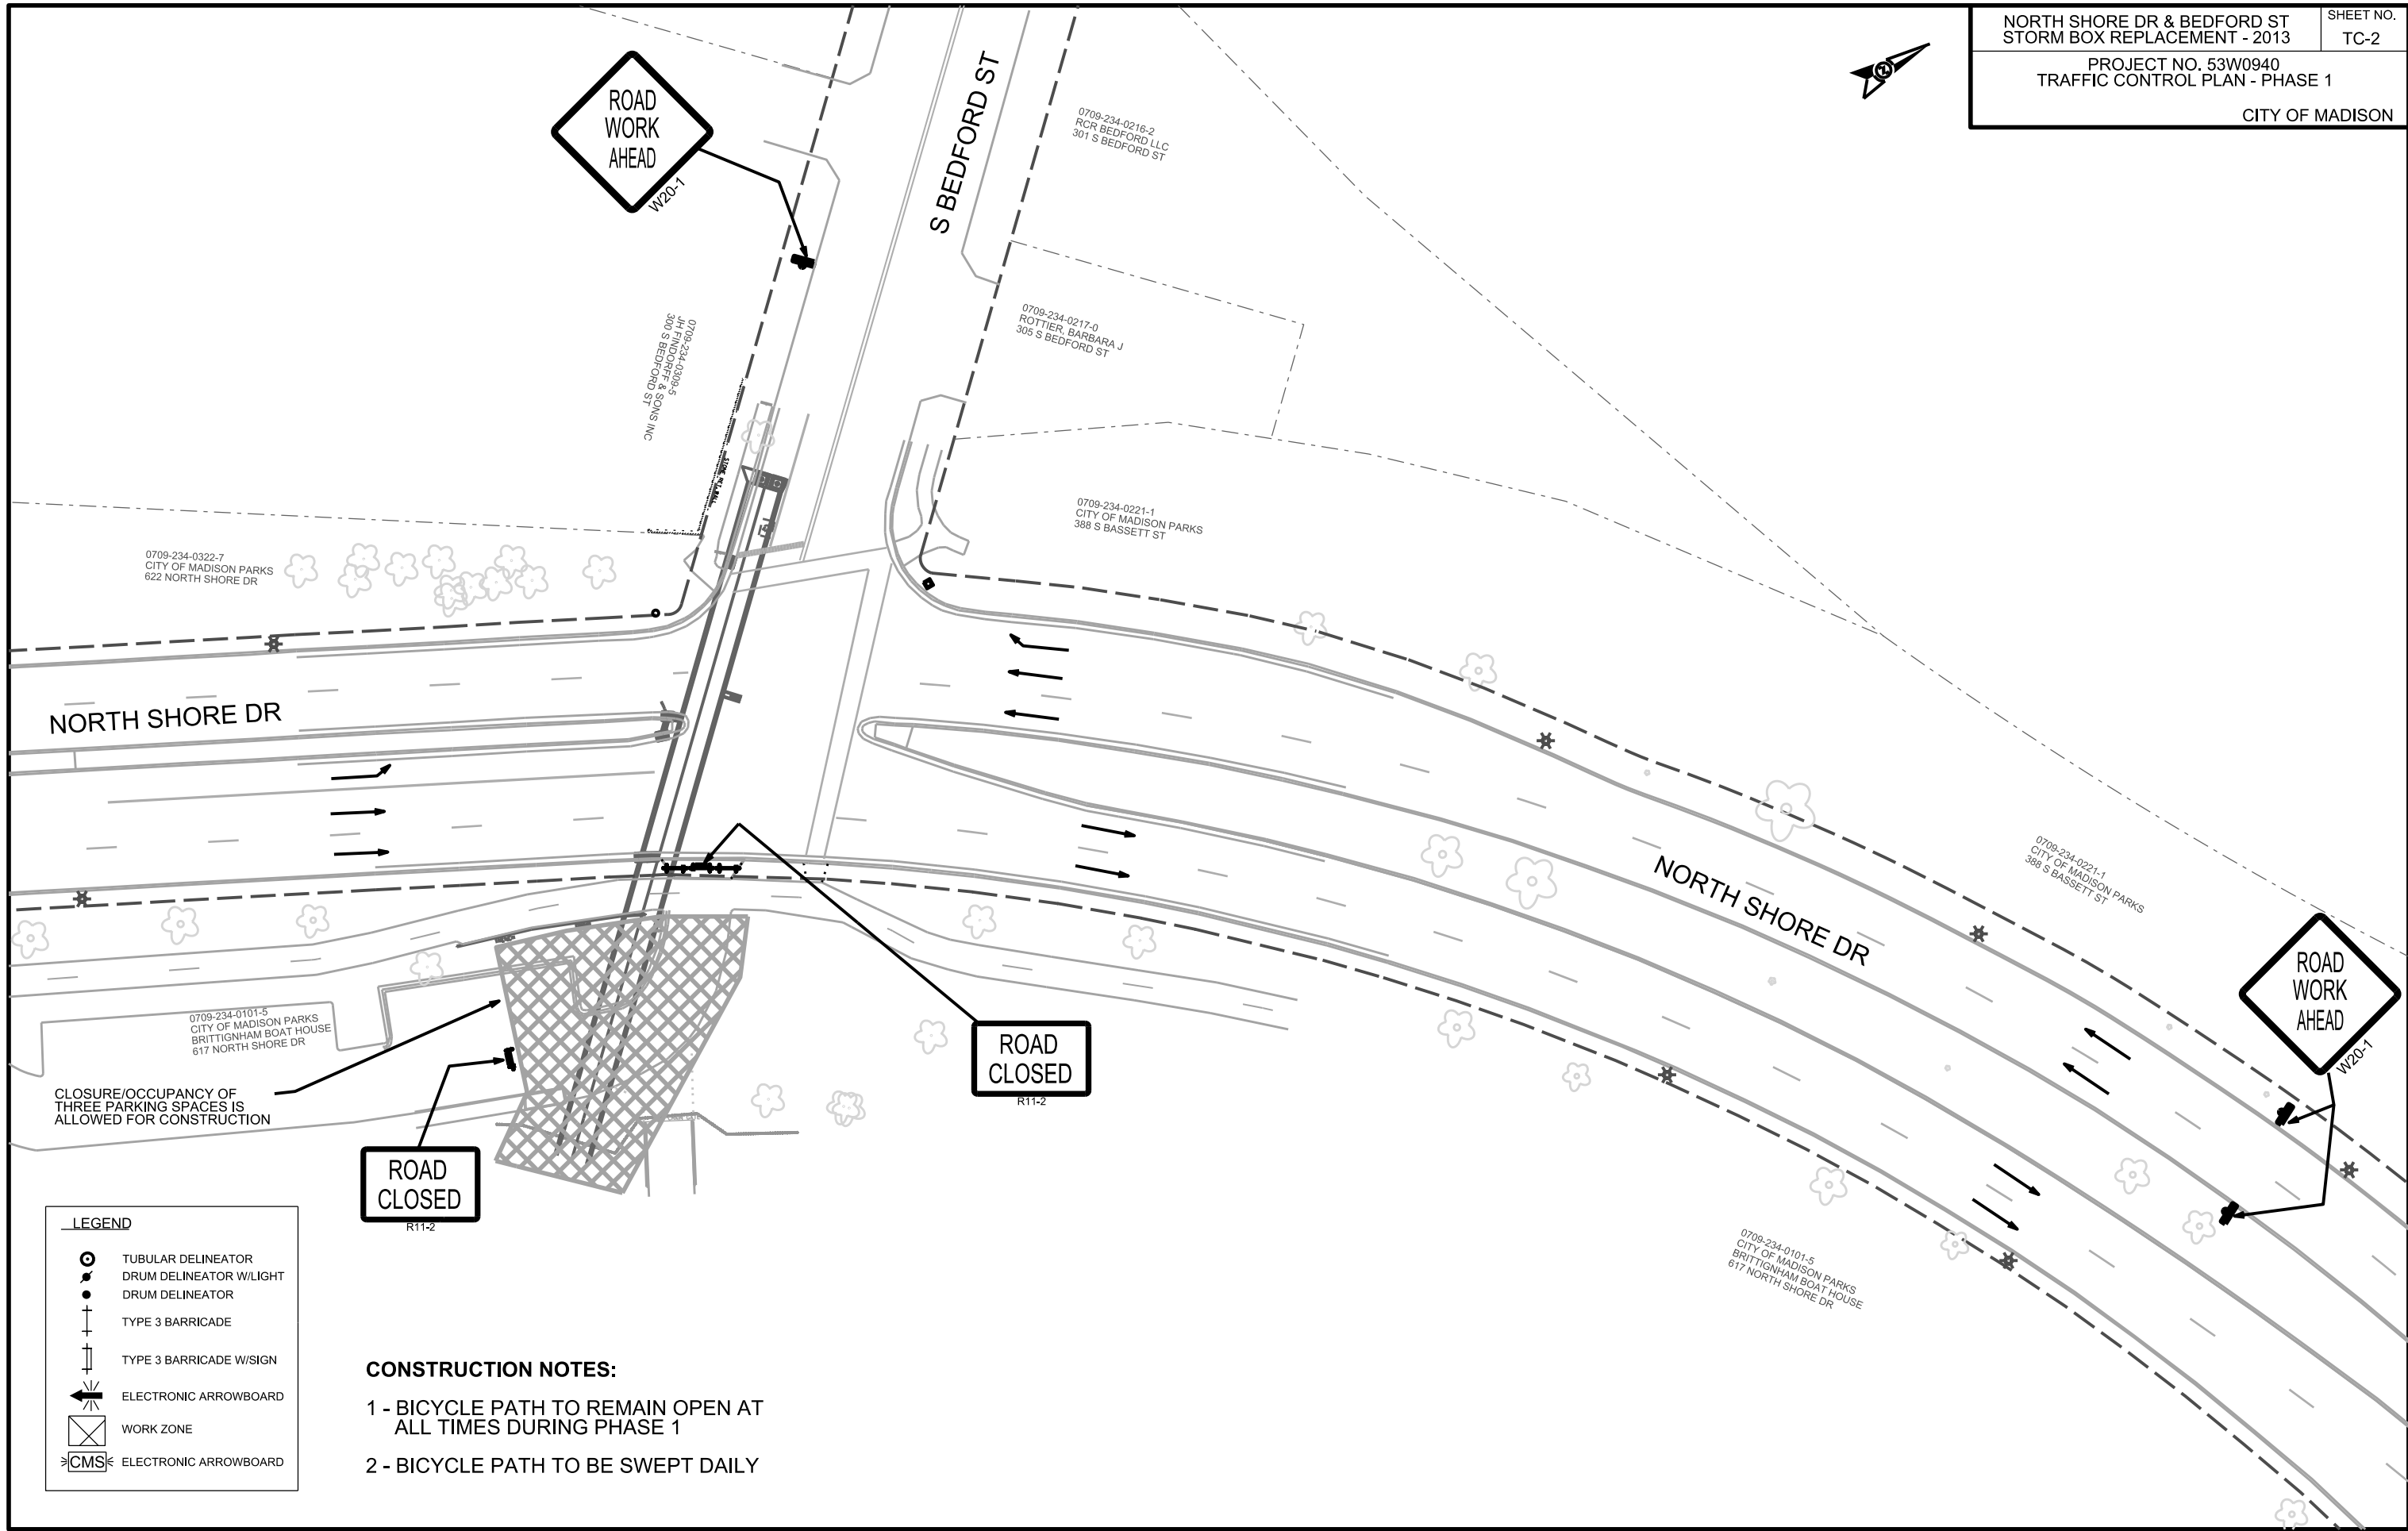 NORTH SHORE DR & BEDFORD ST
STORM BOX REPLACEMENT - 2013
SHEET NO.
TC-2
PROJECT NO. 53W0940
TRAFFIC CONTROL PLAN - PHASE 1
CITY OF MADISON
ROAD
WORK
AHEAD
W20-1
S BEDFORD ST
0709-234-0216-2
RCR BEDFORD LLC
301 S BEDFORD ST
0709-234-0217-0
ROTTIER, BARBARA J
305 S BEDFORD ST
0709-234-0309-5
JH FINDORFF & SONS INC
300 S BEDFORD ST
0709-234-0221-1
CITY OF MADISON PARKS
388 S BASSETT ST
0709-234-0322-7
CITY OF MADISON PARKS
622 NORTH SHORE DR
NORTH SHORE DR
NORTH SHORE DR
0709-234-0221-1
CITY OF MADISON PARKS
388 S BASSETT ST
ROAD
WORK
AHEAD
W20-1
0709-234-0101-5
CITY OF MADISON PARKS
BRITTIGNHAM BOAT HOUSE
617 NORTH SHORE DR
CLOSURE/OCCUPANCY OF
THREE PARKING SPACES IS
ALLOWED FOR CONSTRUCTION
ROAD
CLOSED
R11-2
ROAD
CLOSED
R11-2
0709-234-0101-5
CITY OF MADISON PARKS
BRITTIGNHAM BOAT HOUSE
617 NORTH SHORE DR
LEGEND
TUBULAR DELINEATOR
DRUM DELINEATOR W/LIGHT
DRUM DELINEATOR
TYPE 3 BARRICADE
TYPE 3 BARRICADE W/SIGN
ELECTRONIC ARROWBOARD
WORK ZONE
CMS ELECTRONIC ARROWBOARD
CONSTRUCTION NOTES:
1 - BICYCLE PATH TO REMAIN OPEN AT
ALL TIMES DURING PHASE 1
2 - BICYCLE PATH TO BE SWEPT DAILY